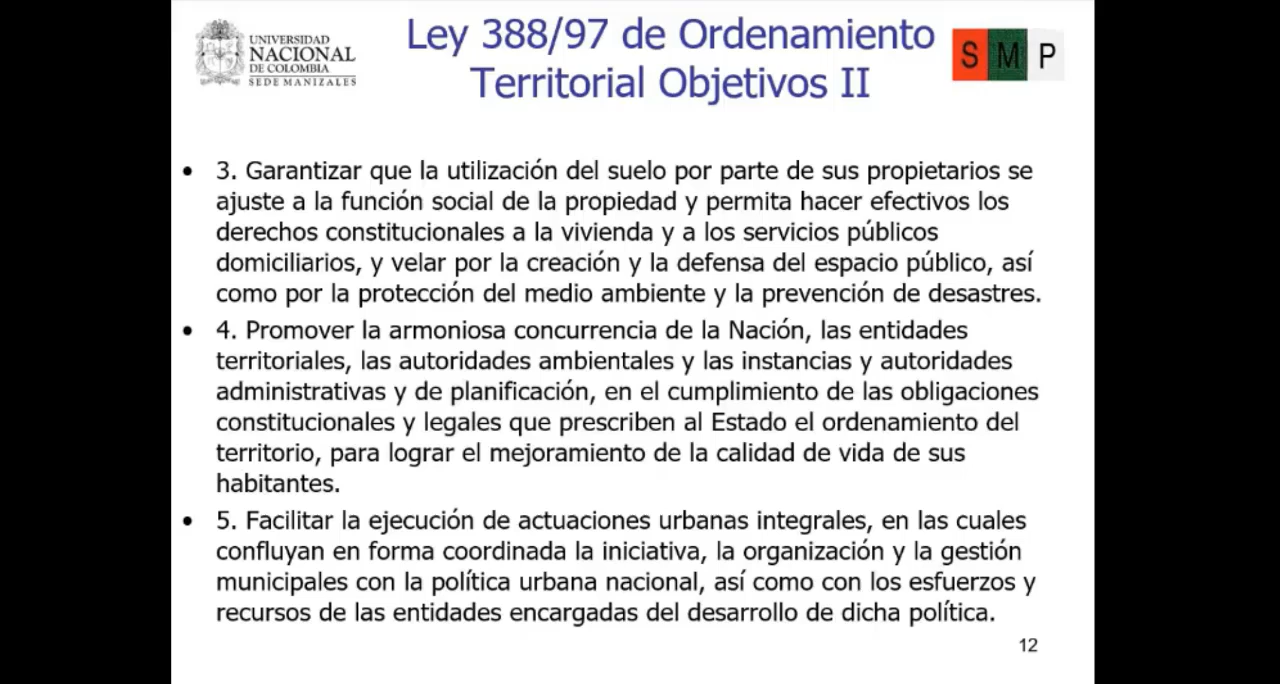 UNIVERSIDAD
NACIONAL
DE COLOMBIA
SEDE MANIZALES
Ley 388/97 de Ordenamiento
Territorial Objetivos II
S M P
• 3. Garantizar que la utilización del suelo por parte de sus propietarios se
ajuste a la función social de la propiedad y permita hacer efectivos los
derechos constitucionales a la vivienda y a los servicios públicos
domiciliarios, y velar por la creación y la defensa del espacio público, así
como por la protección del medio ambiente y la prevención de desastres.
• 4. Promover la armoniosa concurrencia de la Nación, las entidades
territoriales, las autoridades ambientales y las instancias y autoridades
administrativas y de planificación, en el cumplimiento de las obligaciones
constitucionales y legales que prescriben al Estado el ordenamiento del
territorio, para lograr el mejoramiento de la calidad de vida de sus
habitantes.
• 5. Facilitar la ejecución de actuaciones urbanas integrales, en las cuales
confluyan en forma coordinada la iniciativa, la organización y la gestión
municipales con la política urbana nacional, así como con los esfuerzos y
recursos de las entidades encargadas del desarrollo de dicha política.
12